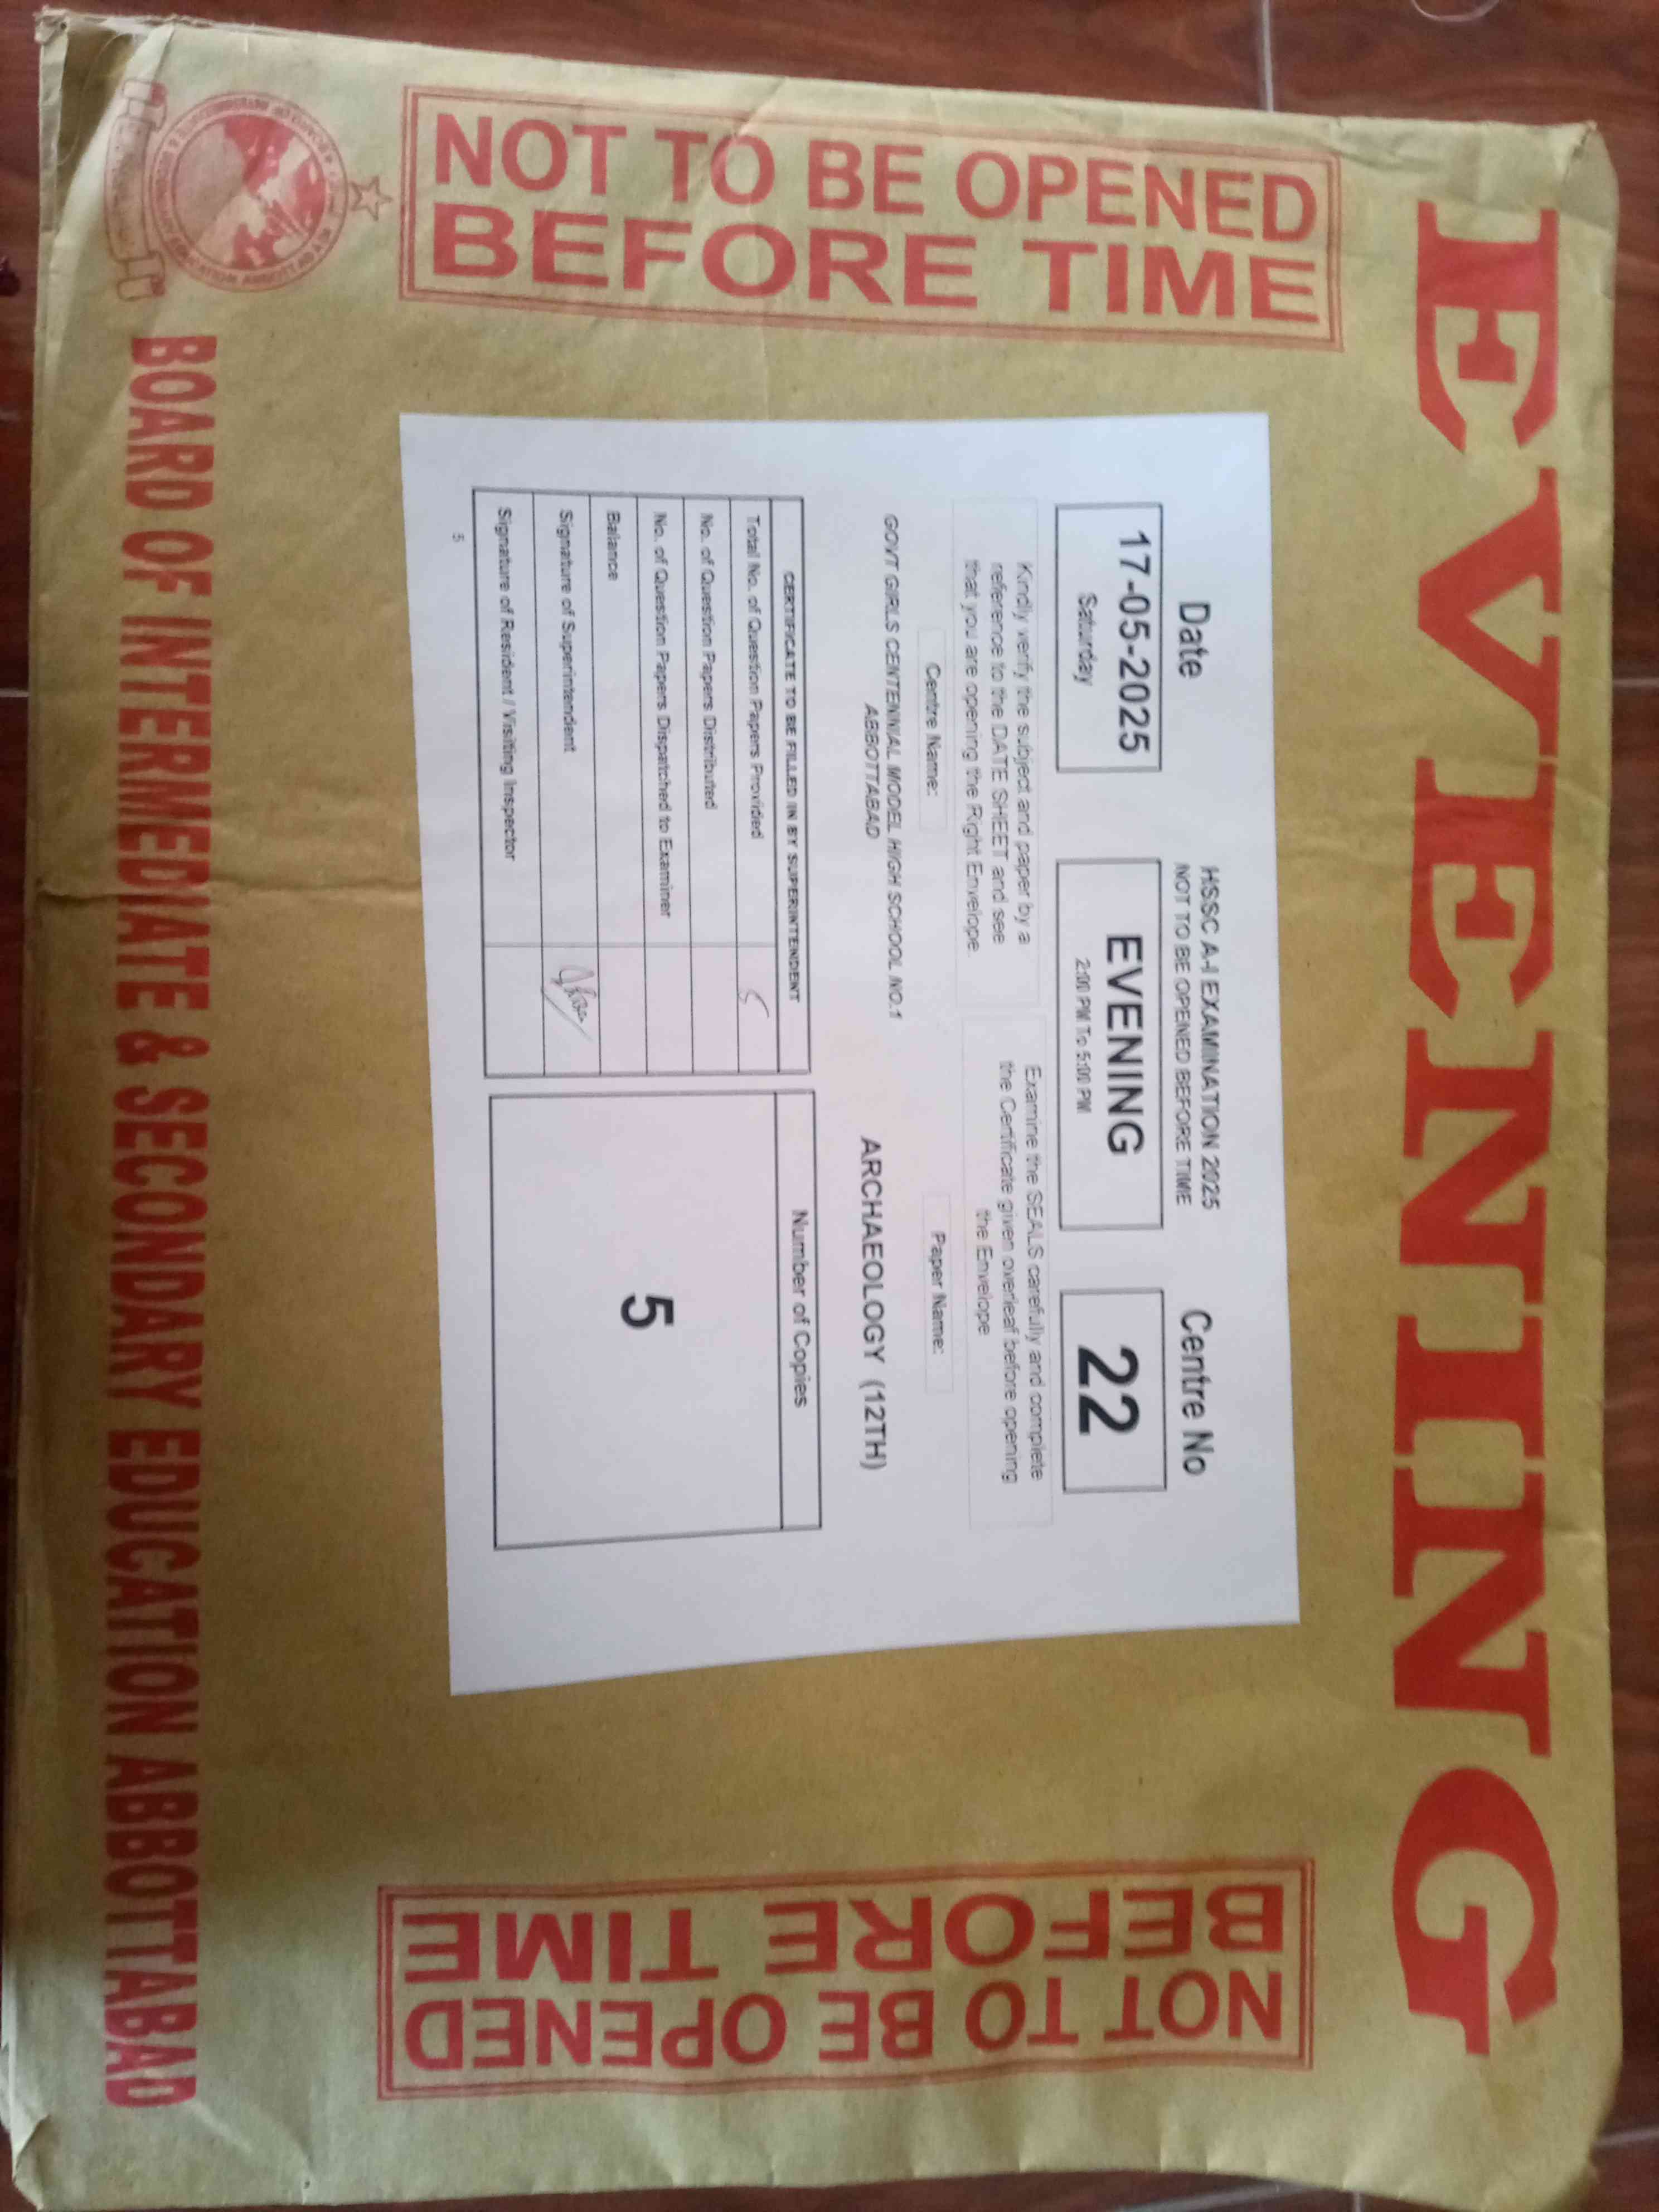 EVENING
NOT TO BE OPENED
BEFORE TIME
Date
17-05-2025
Saturday
HSSC A-I EXAMINATION 2025
NOT TO BE OPENED BEFORE TIME
EVENING
2:00 PM To 5:00 PM
Centre No
22
Kindly verify the subject and paper by a
reference to the DATE SHEET and see
that you are opening the Right Envelope.
Examine the SEALS carefully and complete
the Certificate given overleaf before opening
the Envelope
Centre Name:
GOVT GIRLS CENTENNIAL MODEL HIGH SCHOOL NO.1
ABBOTTABAD
Paper Name:
ARCHAEOLOGY (12TH)
CERTIFICATE TO BE FILLED IN BY SUPERINTENDENT
Total No. of Question Papers Provided 5
No. of Question Papers Distributed
No. of Question Papers Dispatched to Examiner
Balance
Signature of Superintendent
Signature of Resident / Visiting Inspector
Number of Copies
5
5
NOT TO BE OPENED
BEFORE TIME
BOARD OF INTERMEDIATE & SECONDARY EDUCATION ABBOTTABAD